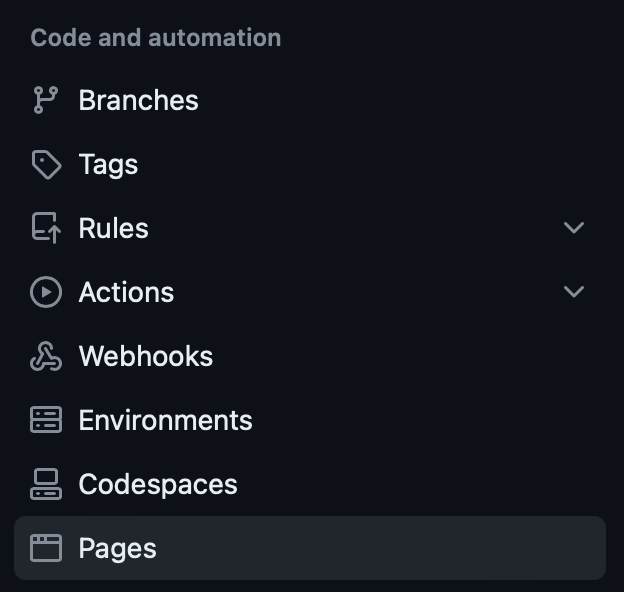 Code and automation
Branches
Tags
Rules
Actions
Webhooks
Environments
Codespaces
Pages